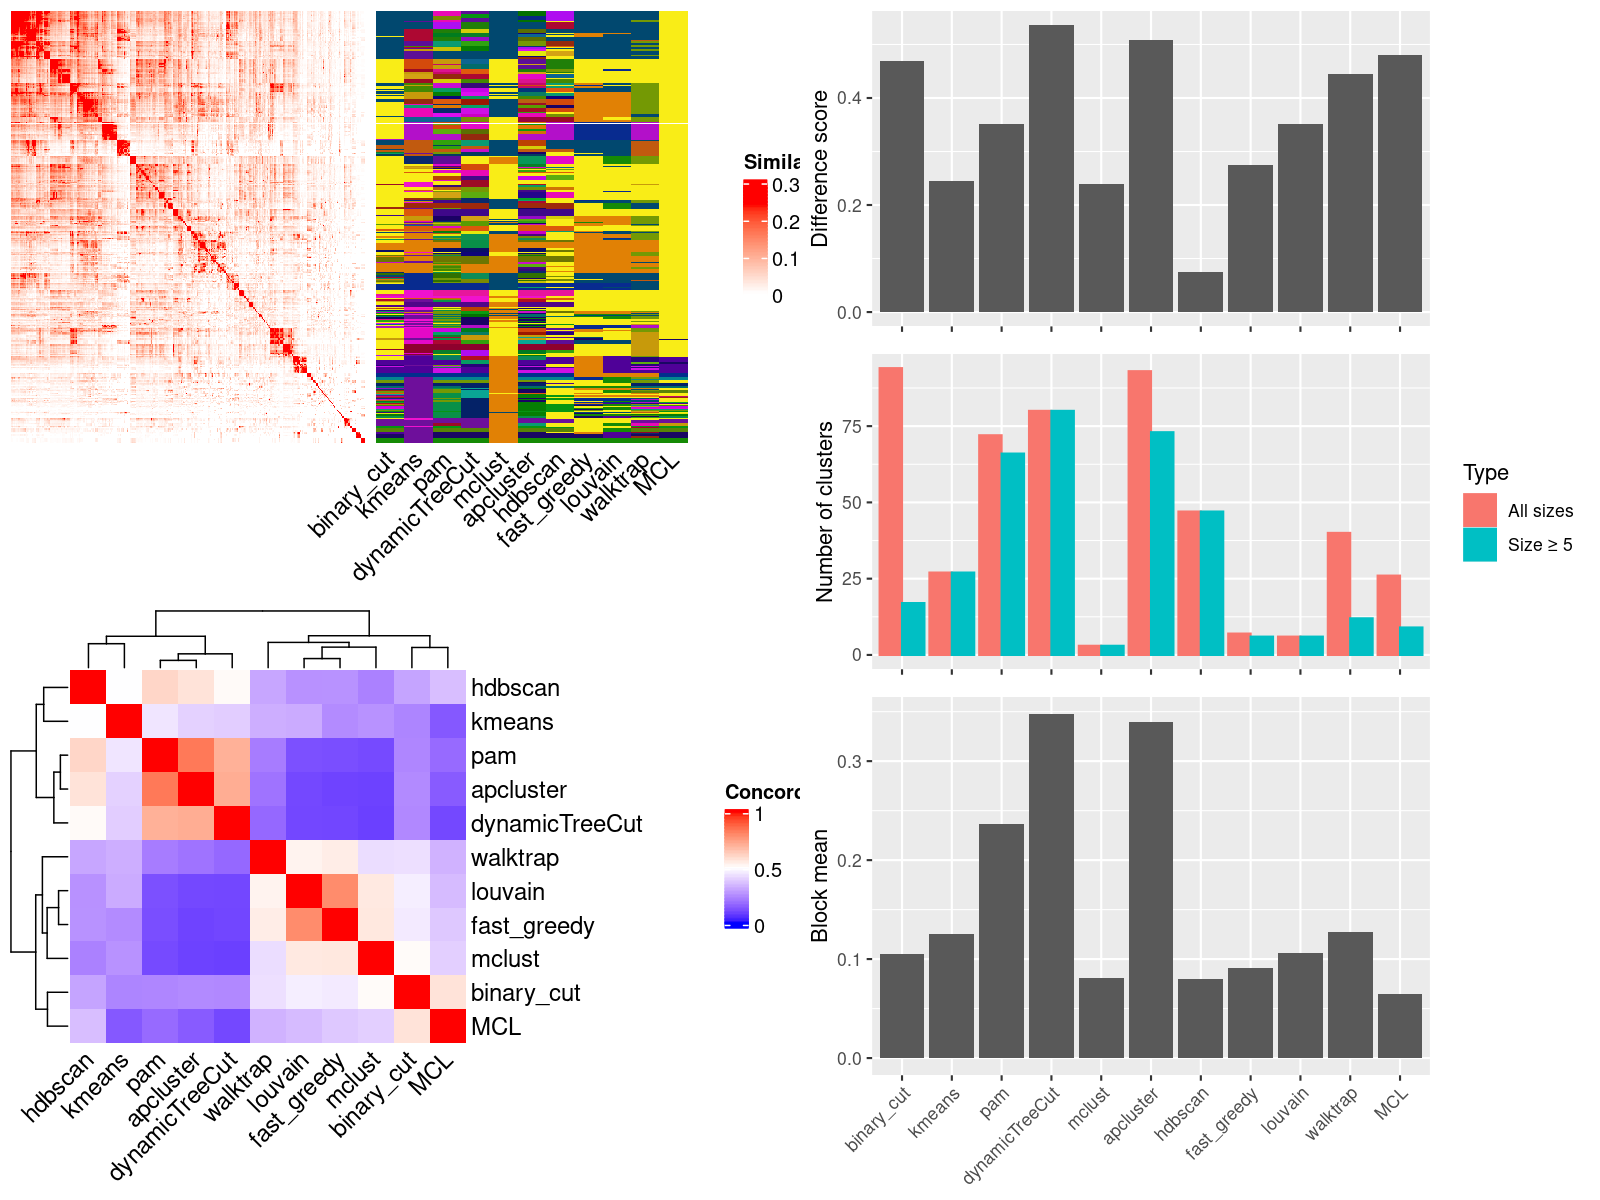 Simila
0.3
0.2
0.1
0
binary_cut
kmeans
pam
dynamicTreeCut
mclust
apcluster
hdbscan
fast_greedy
louvain
walktrap
MCL
hdbscan
kmeans
pam
apcluster
dynamicTreeCut
walktrap
louvain
fast_greedy
mclust
binary_cut
MCL
hdbscan
kmeans
pam
apcluster
dynamicTreeCut
walktrap
louvain
fast_greedy
mclust
binary_cut
MCL
Concord
1
0.5
0
Difference score
0.4
0.2
0.0
Number of clusters
75
50
25
0
Type
All sizes
Size ≥ 5
Block mean
0.3
0.2
0.1
0.0
binary_cut
kmeans
pam
dynamicTreeCut
mclust
apcluster
hdbscan
fast_greedy
louvain
walktrap
MCL